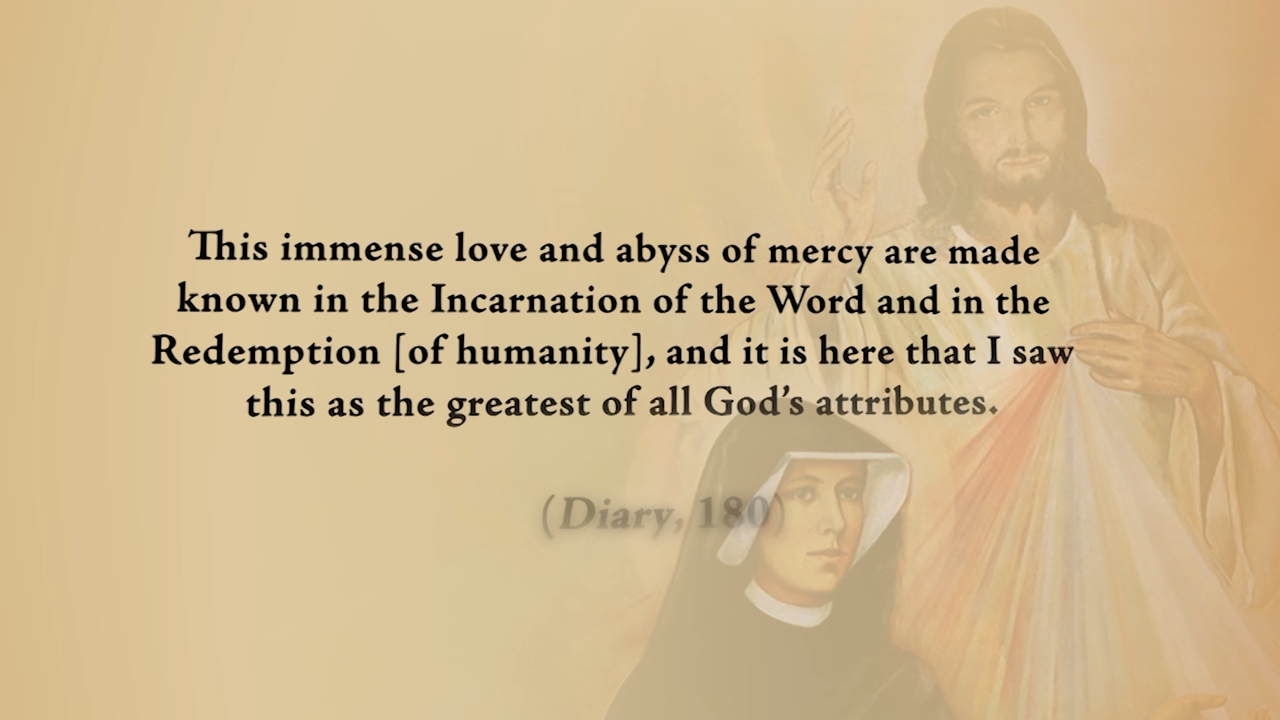 This immense love and abyss of mercy are made
known in the Incarnation of the Word and in the
Redemption [of humanity], and it is here that I saw
this as the greatest of all God’s attributes.
(Diary, 180)